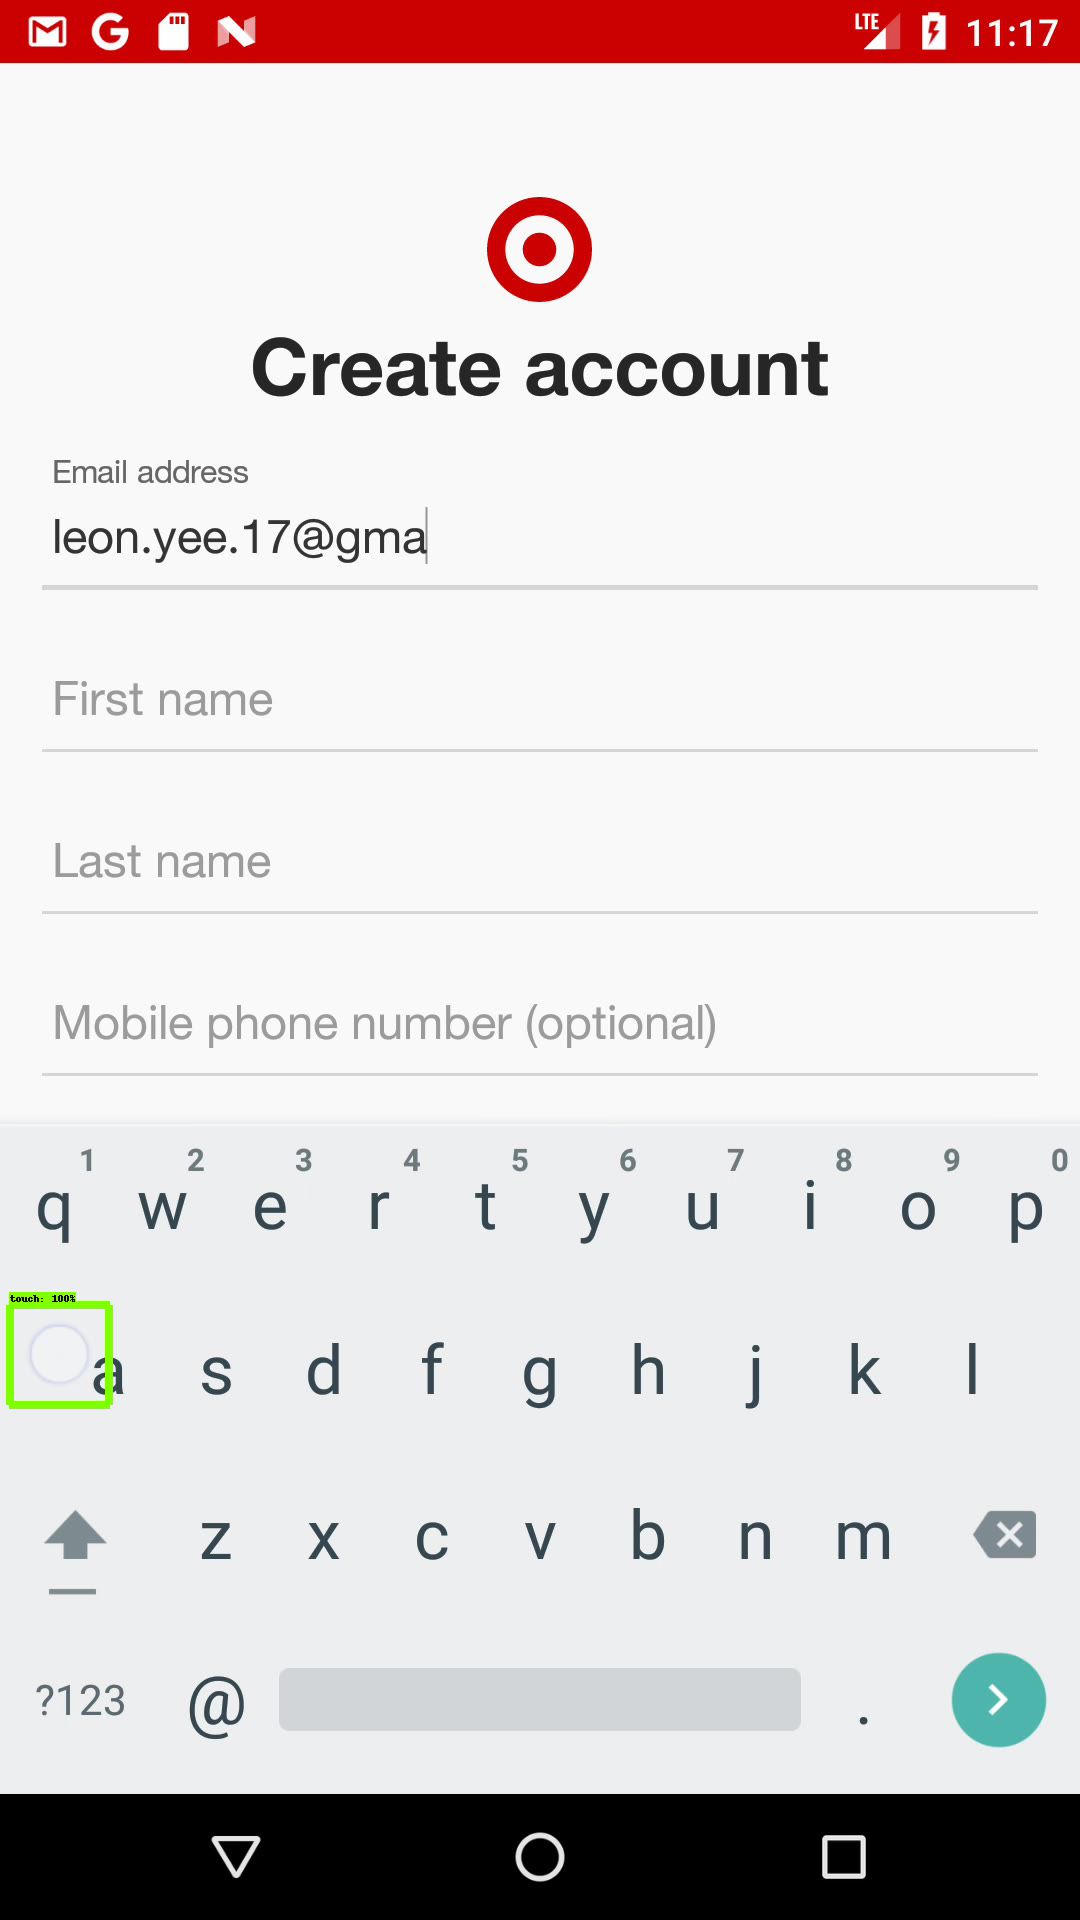 LTE 11:17
Create account
Email address
leon.yee.17@gma
First name
Last name
Mobile phone number (optional)
1 2 3 4 5 6 7 8 9 0
q w e r t y u i o p
touch: 100%
a s d f g h j k l
z x c v b n m
?123 @ .